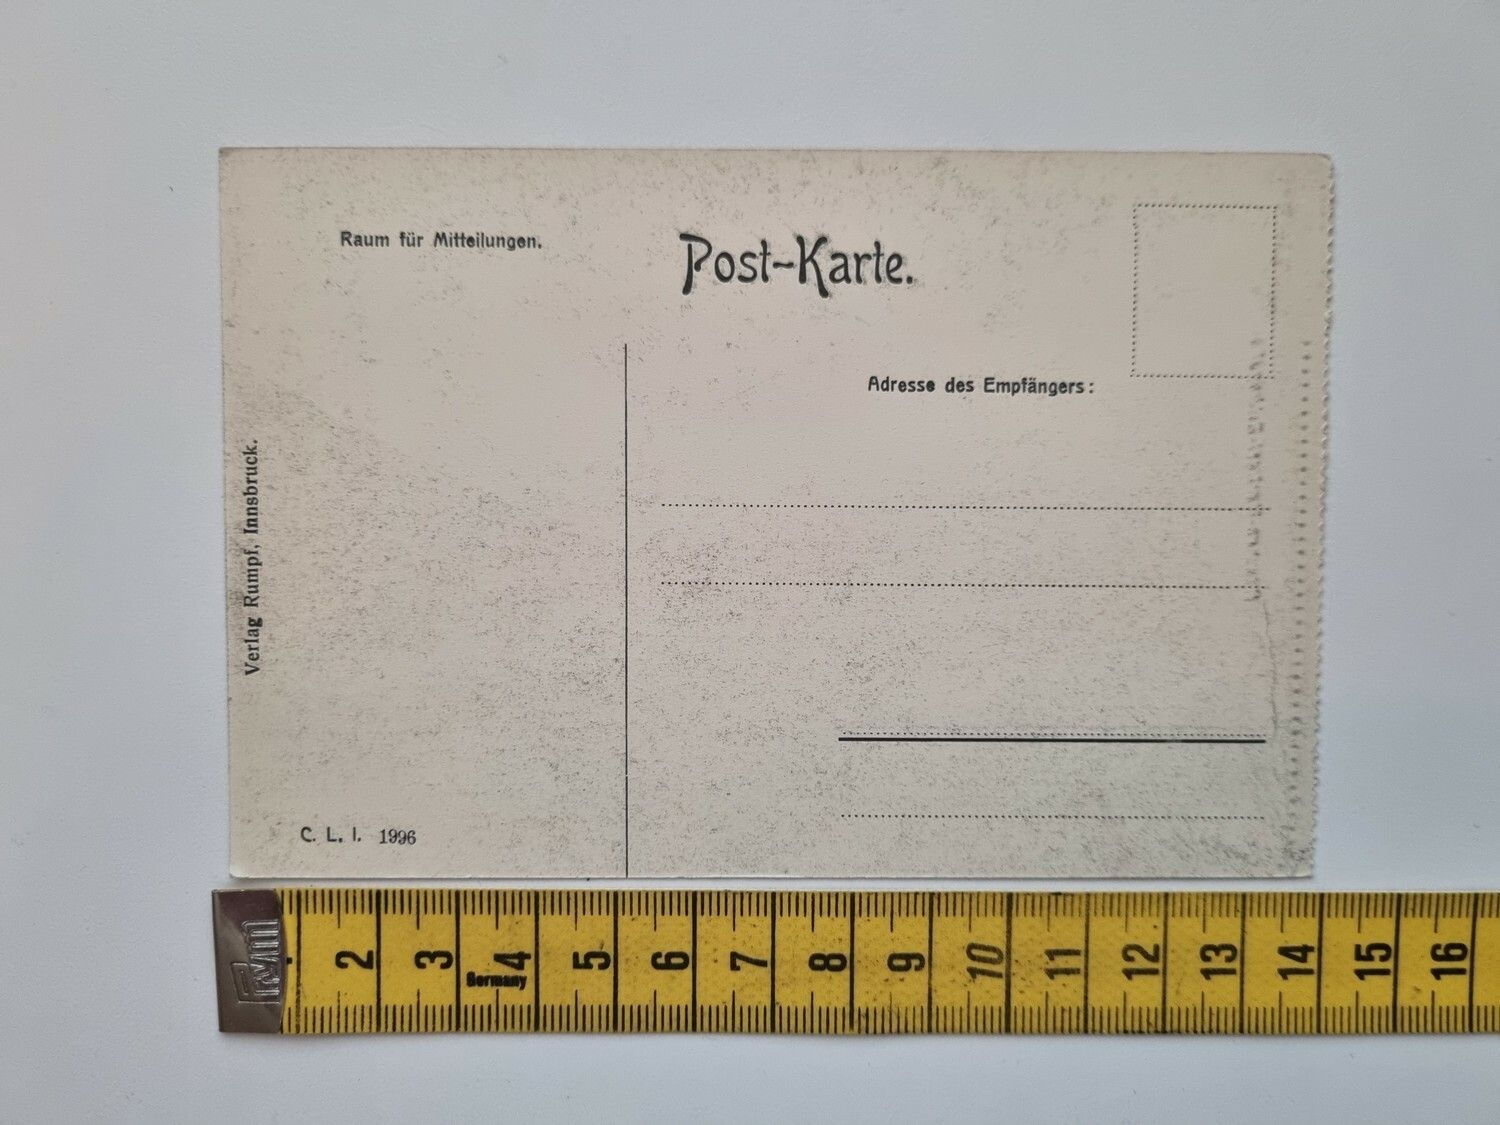 Raum für Mitteilungen.
Post-Karte.
Adresse des Empfängers:
Verlag Rumpf, Innsbruck.
C. L. I. 1996
Prym
2 3 4 5 6 7 8 9 10 11 12 13 14 15 16
Germany